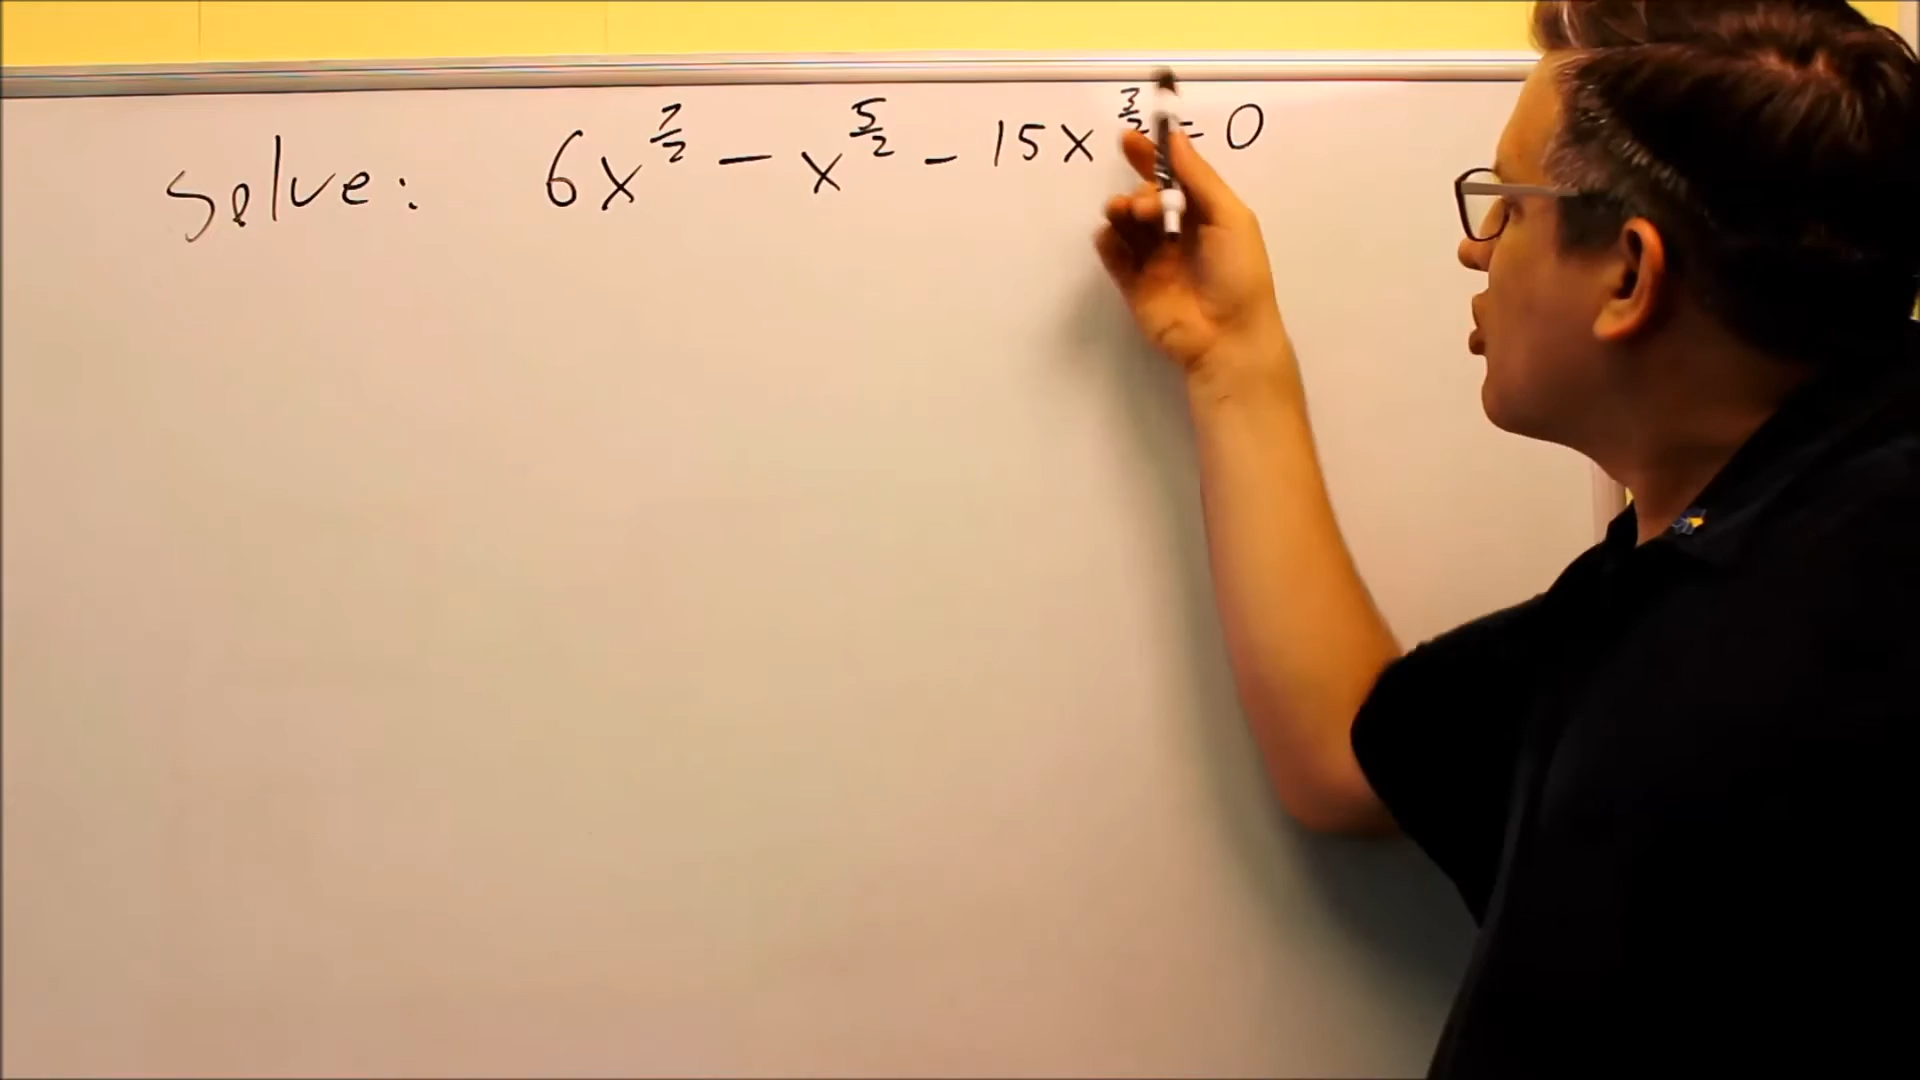 Solve: 6x^{7/2} - x^{5/2} - 15x^{3/2} = 0